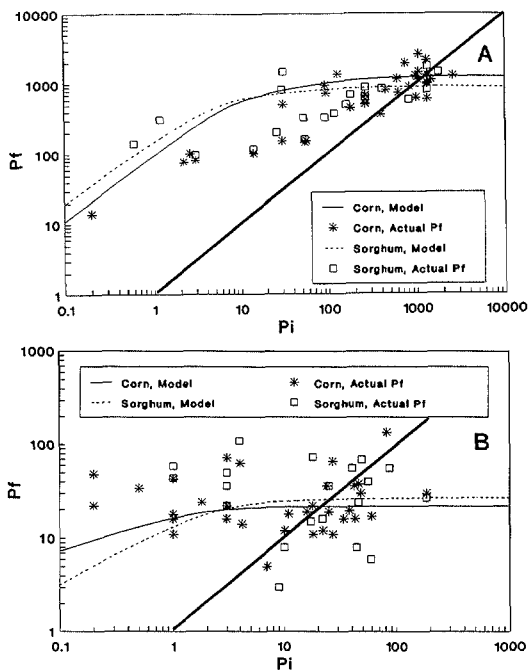 10000
A
1000
100
10
1
Pf
Corn, Model
Corn, Actual Pf
Sorghum, Model
Sorghum, Actual Pf
0.1 1 10 100 1000 10000
Pi
1000
Corn, Model Corn, Actual Pf
Sorghum, Model Sorghum, Actual Pf
B
100
10
1
Pf
0.1 1 10 100 1000
Pi